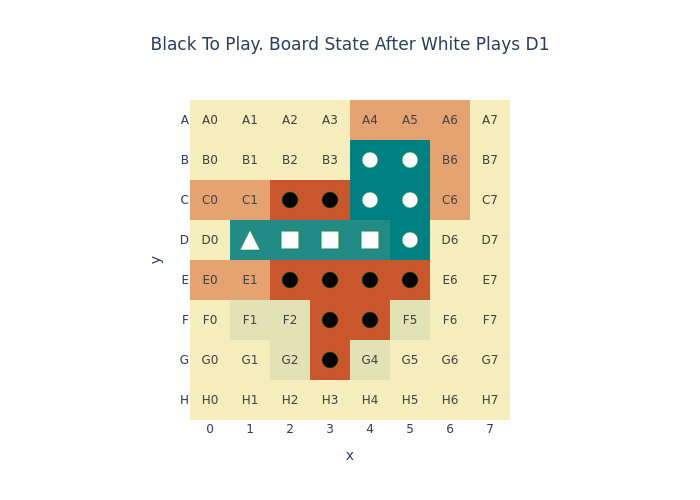 Black To Play. Board State After White Plays D1
A A0 A1 A2 A3 A4 A5 A6 A7
B B0 B1 B2 B3 B6 B7
C C0 C1 C6 C7
D D0 D6 D7
y
E E0 E1 E6 E7
F F0 F1 F2 F5 F6 F7
G G0 G1 G2 G4 G5 G6 G7
H H0 H1 H2 H3 H4 H5 H6 H7
0 1 2 3 4 5 6 7
x